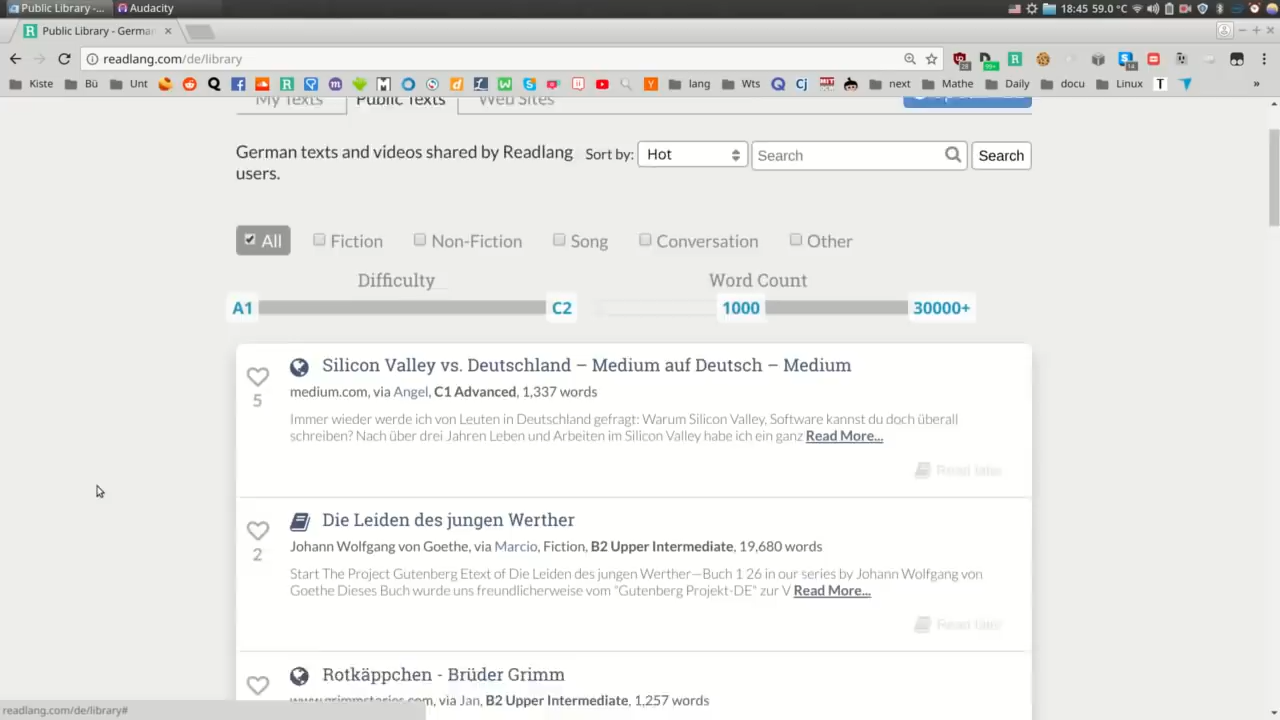 Public Library -...
Audacity
18:45 59.0 °C
Public Library - Germa
readlang.com/de/library
Kiste
Bü
Unt
lang
Wts
Cj
next
Mathe
Daily
docu
Linux
»
My Texts
Public Texts
Web Sites
German texts and videos shared by Readlang
users.
Sort by:
Hot
Search
Search
All
Fiction
Non-Fiction
Song
Conversation
Other
Difficulty
Word Count
A1
C2
1000
30000+
Silicon Valley vs. Deutschland – Medium auf Deutsch – Medium
5
medium.com, via Angel, C1 Advanced, 1,337 words
Immer wieder werde ich von Leuten in Deutschland gefragt: Warum Silicon Valley, Software kannst du doch überall
schreiben? Nach über drei Jahren Leben und Arbeiten im Silicon Valley habe ich ein ganz Read More...
Read later
Die Leiden des jungen Werther
2
Johann Wolfgang von Goethe, via Marcio, Fiction, B2 Upper Intermediate, 19,680 words
Start The Project Gutenberg Etext of Die Leiden des jungen Werther—Buch 1 26 in our series by Johann Wolfgang von
Goethe Dieses Buch wurde uns freundlicherweise vom "Gutenberg Projekt-DE" zur V Read More...
Read later
Rotkäppchen - Brüder Grimm
www.grimmstories.com, via Jan, B2 Upper Intermediate, 1,257 words
readlang.com/de/library#